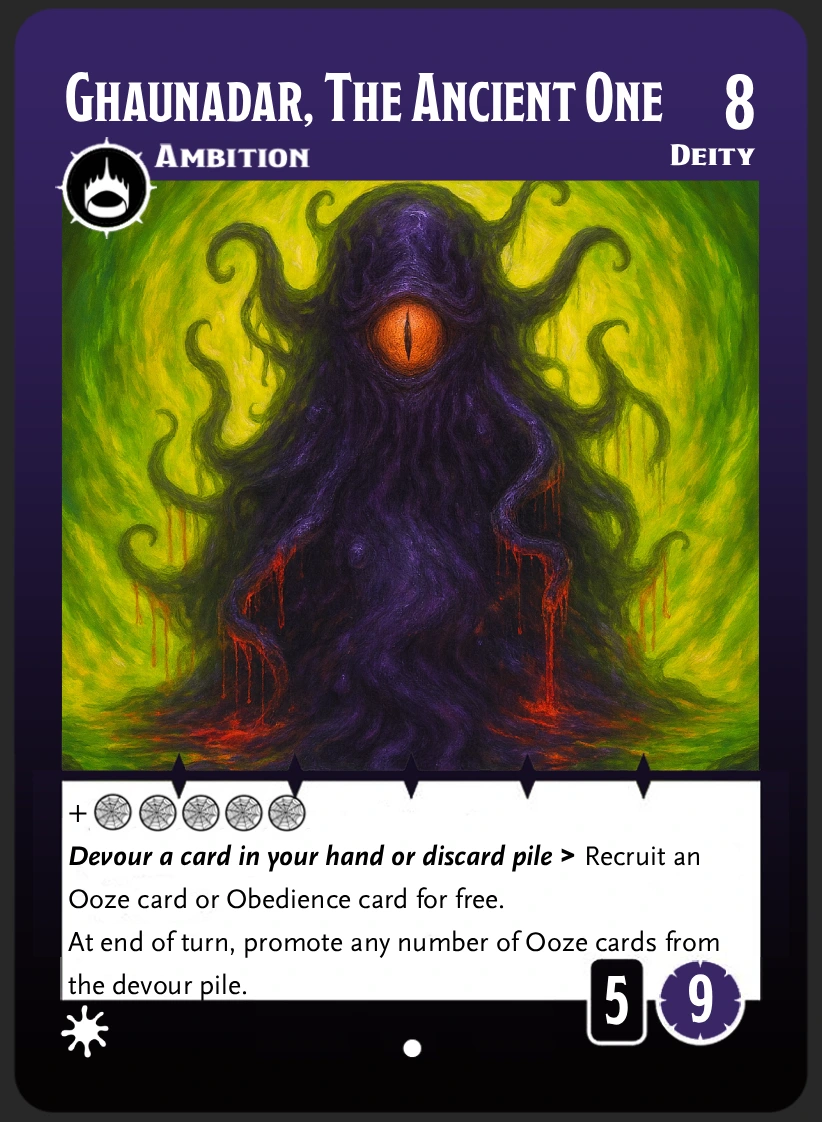 Ghaunadar, The Ancient One 8
Ambition Deity
+
Devour a card in your hand or discard pile > Recruit an
Ooze card or Obedience card for free.
At end of turn, promote any number of Ooze cards from
the devour pile.
5 9